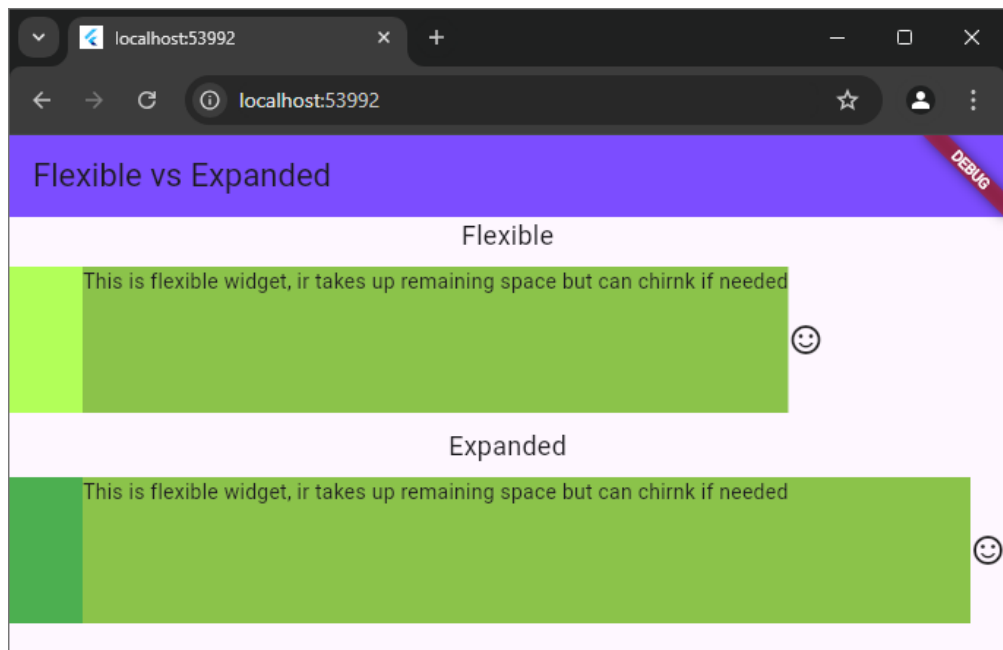 localhost:53992
localhost:53992
Flexible vs Expanded
DEBUG
Flexible
This is flexible widget, ir takes up remaining space but can chirnk if needed
Expanded
This is flexible widget, ir takes up remaining space but can chirnk if needed